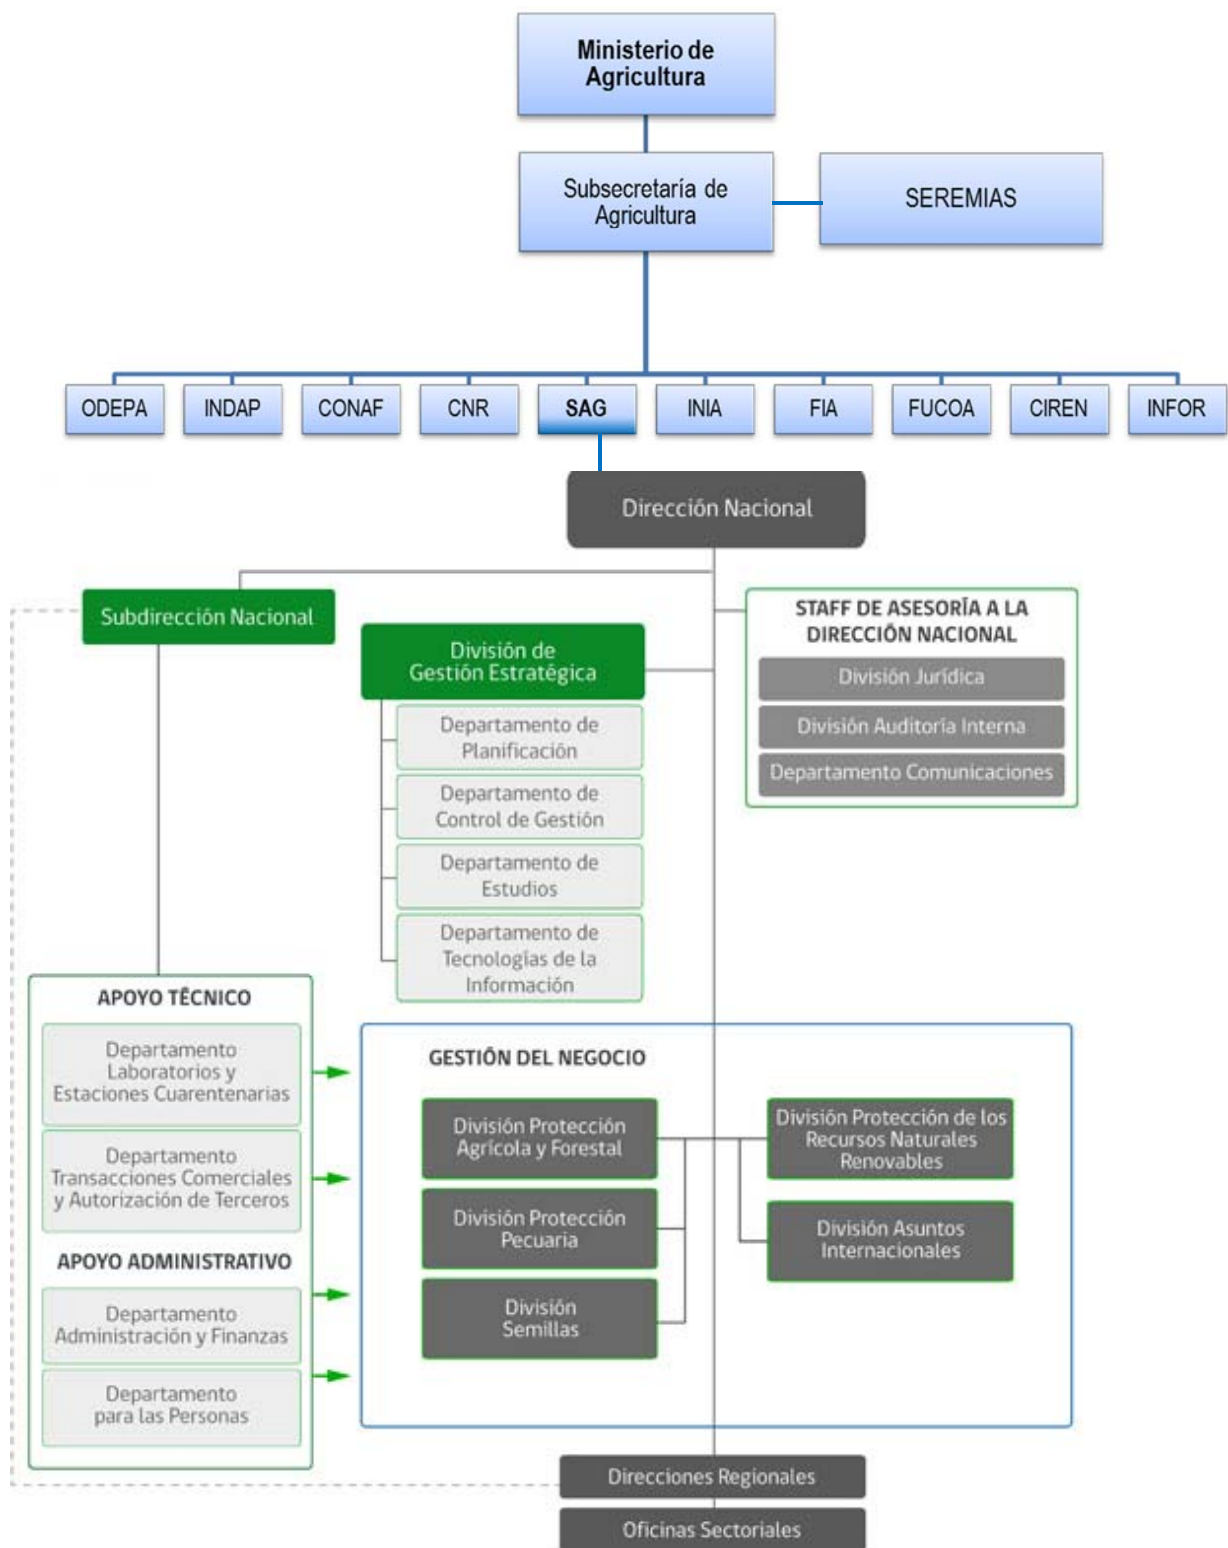 Ministerio de
Agricultura
Subsecretaría de
Agricultura
SEREMIAS
ODEPA
INDAP
CONAF
CNR
SAG
INIA
FIA
FUCOA
CIREN
INFOR
Dirección Nacional
Subdirección Nacional
STAFF DE ASESORÍA A LA
DIRECCIÓN NACIONAL
División Jurídica
División Auditoría Interna
Departamento Comunicaciones
División de
Gestión Estratégica
Departamento de
Planificación
Departamento de
Control de Gestión
Departamento de
Estudios
Departamento de
Tecnologías de la
Información
APOYO TÉCNICO
Departamento
Laboratorios y
Estaciones Cuarentenarias
Departamento
Transacciones Comerciales
y Autorización de Terceros
APOYO ADMINISTRATIVO
Departamento
Administración y Finanzas
Departamento
para las Personas
GESTIÓN DEL NEGOCIO
División Protección
Agrícola y Forestal
División Protección
Pecuaria
División
Semillas
División Protección de los
Recursos Naturales
Renovables
División Asuntos
Internacionales
Direcciones Regionales
Oficinas Sectoriales